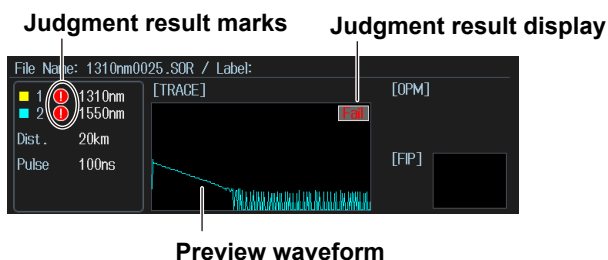 Judgment result marks
Judgment result display
File Name: 1310nm0025.SOR / Label:
1 ! 1310nm
2 ! 1550nm
Dist. 20km
Pulse 100ns
[TRACE]
Fail
[OPM]
[FIP]
Preview waveform